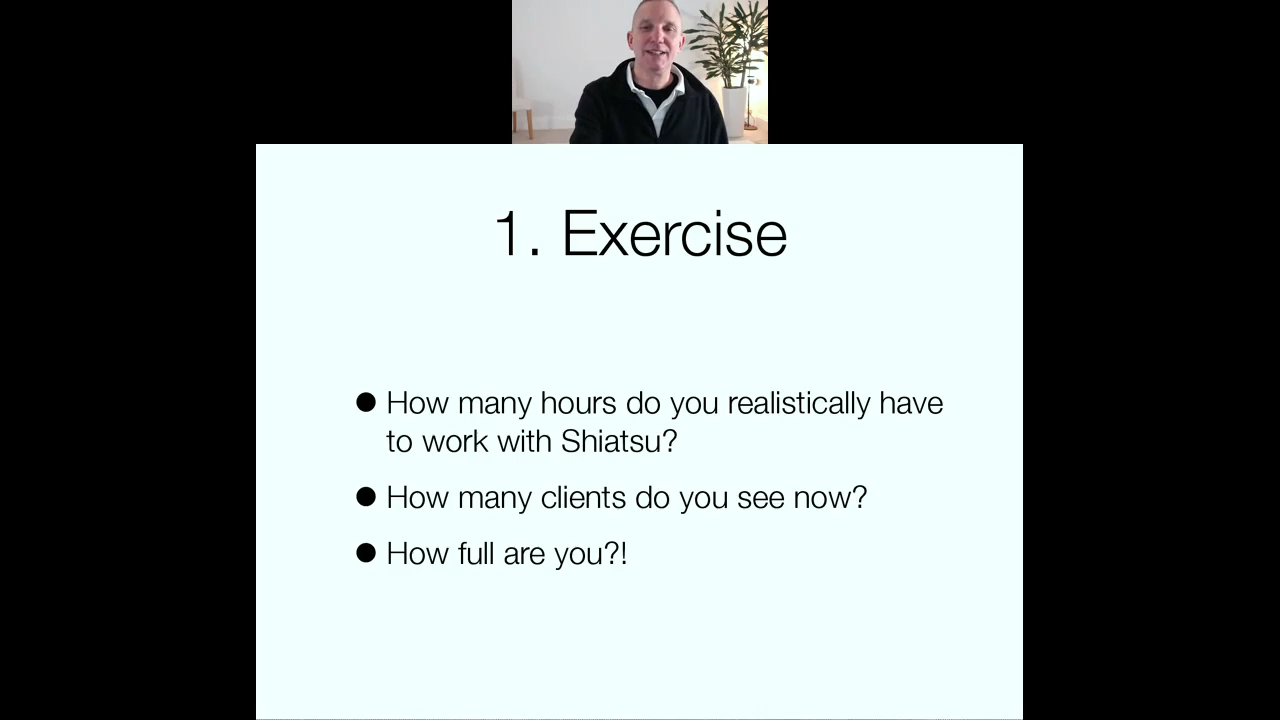 1. Exercise
● How many hours do you realistically have
to work with Shiatsu?
● How many clients do you see now?
● How full are you?!